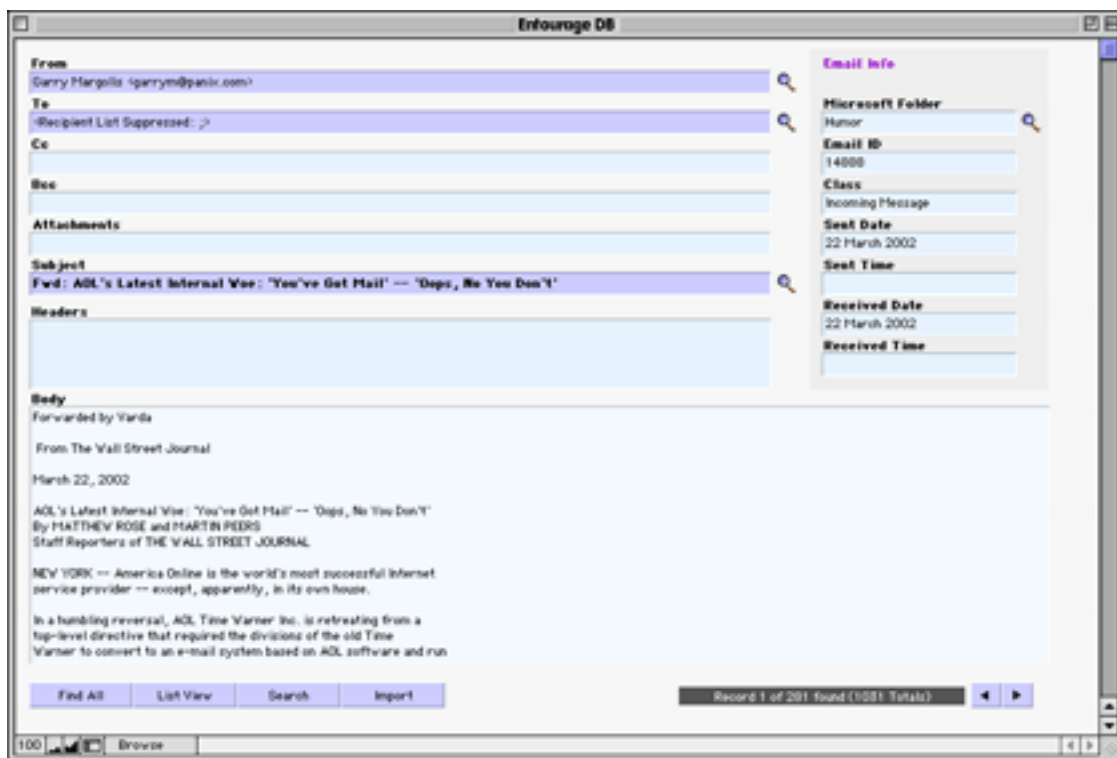 Entourage DB
From
Garry Margolis <garrym@panix.com>
To
<Recipient List Suppressed: ;>
Cc
Bcc
Attachments
Subject
Fwd: AOL's Latest Internal Woe: 'You've Got Mail' -- 'Oops, No You Don't'
Headers
Email Info
Microsoft Folder
Humor
Email ID
14888
Class
Incoming Message
Sent Date
22 March 2002
Sent Time
Received Date
22 March 2002
Received Time
Body
Forwarded by Varda
From The Wall Street Journal
March 22, 2002
AOL's Latest Internal Woe: 'You've Got Mail' -- 'Oops, No You Don't'
By MATTHEW ROSE and MARTIN PEERS
Staff Reporters of THE WALL STREET JOURNAL
NEW YORK -- America Online is the world's most successful Internet
service provider -- except, apparently, in its own house.
In a humbling reversal, AOL Time Warner Inc. is retreating from a
top-level directive that required the divisions of the old Time
Warner to convert to an e-mail system based on AOL software and run
Find All
List View
Search
Import
Record 1 of 281 found (1081 Totals)
100
Browse